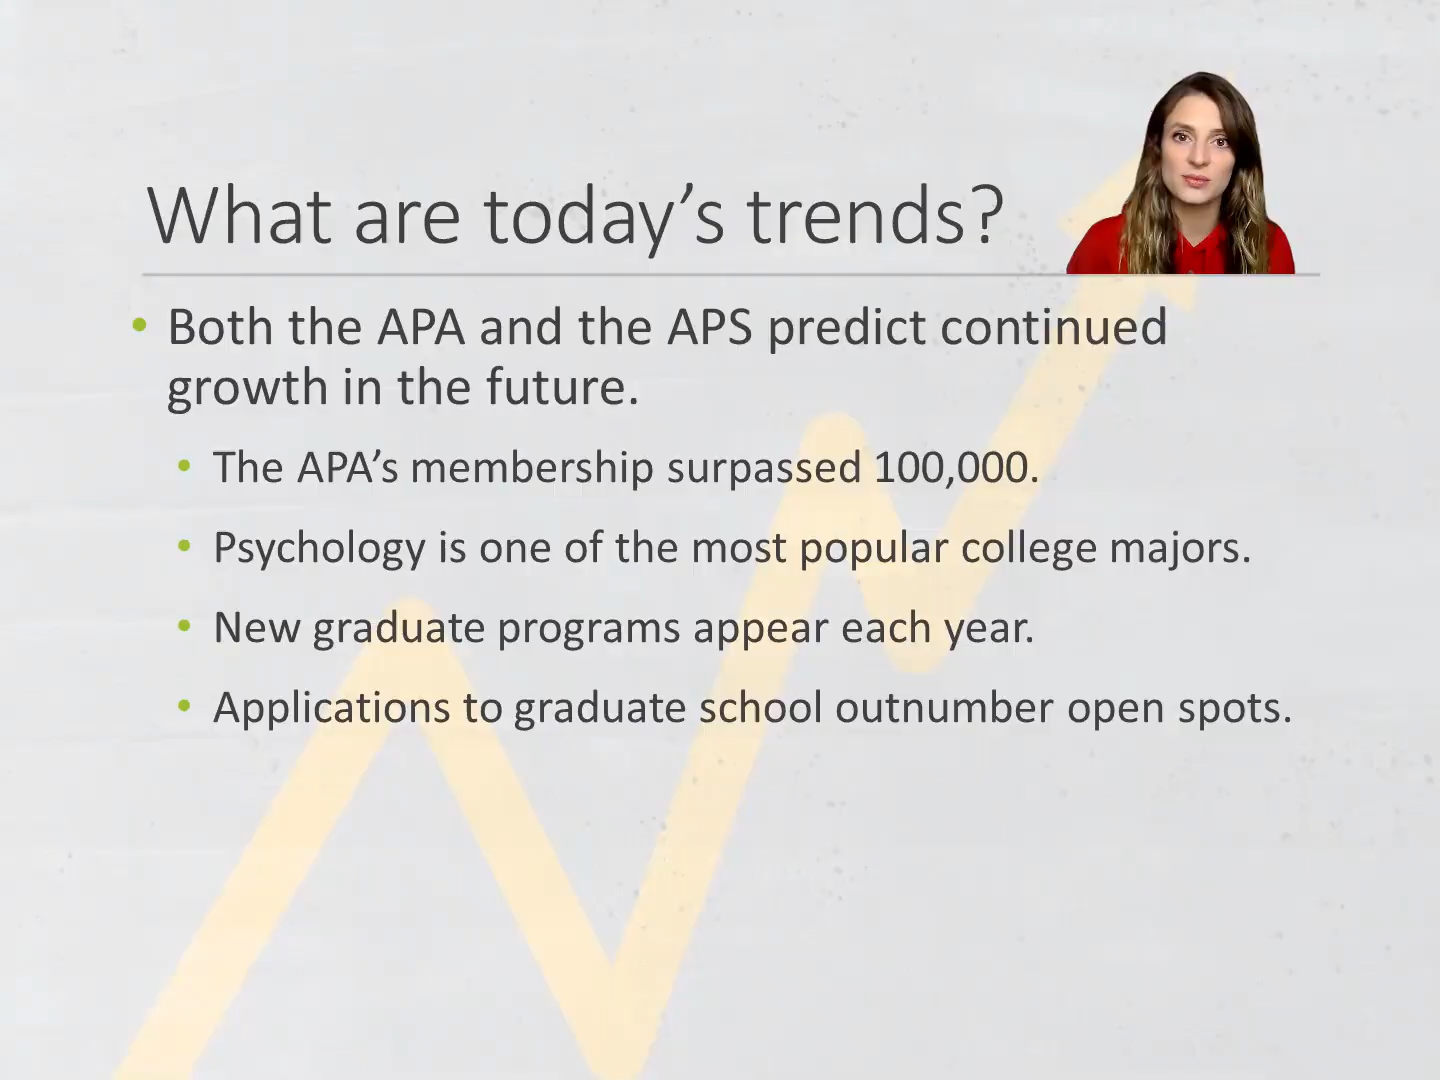 What are today’s trends?
• Both the APA and the APS predict continued
growth in the future.
• The APA’s membership surpassed 100,000.
• Psychology is one of the most popular college majors.
• New graduate programs appear each year.
• Applications to graduate school outnumber open spots.